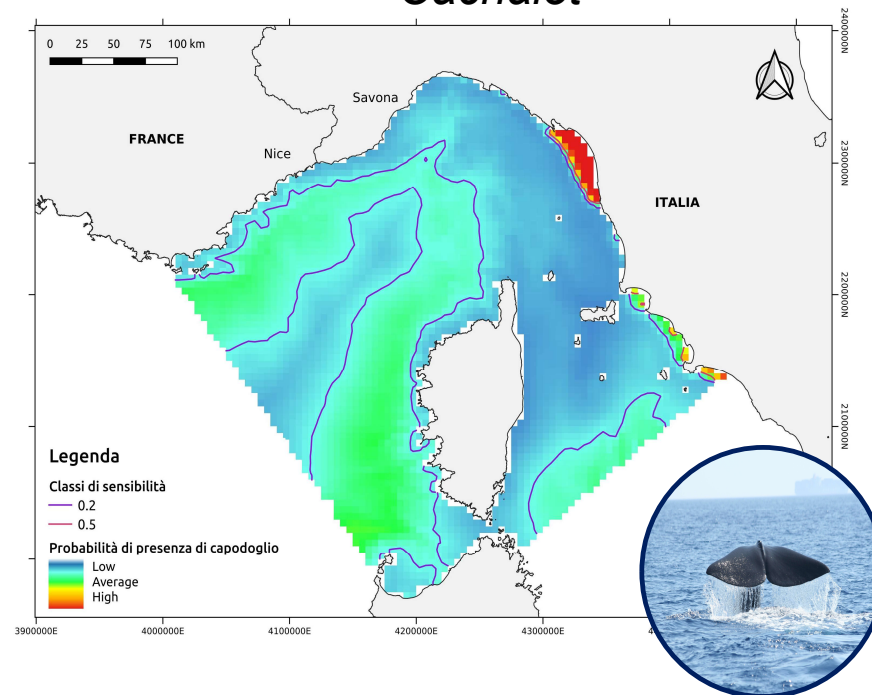 0 25 50 75 100 km
Savona
FRANCE
Nice
ITALIA
2400000N
2300000N
2200000N
2100000N
Legenda
Classi di sensibilità
0.2
0.5
Probabilità di presenza di capodoglio
Low
Average
High
3900000E 4000000E 4100000E 4200000E 4300000E